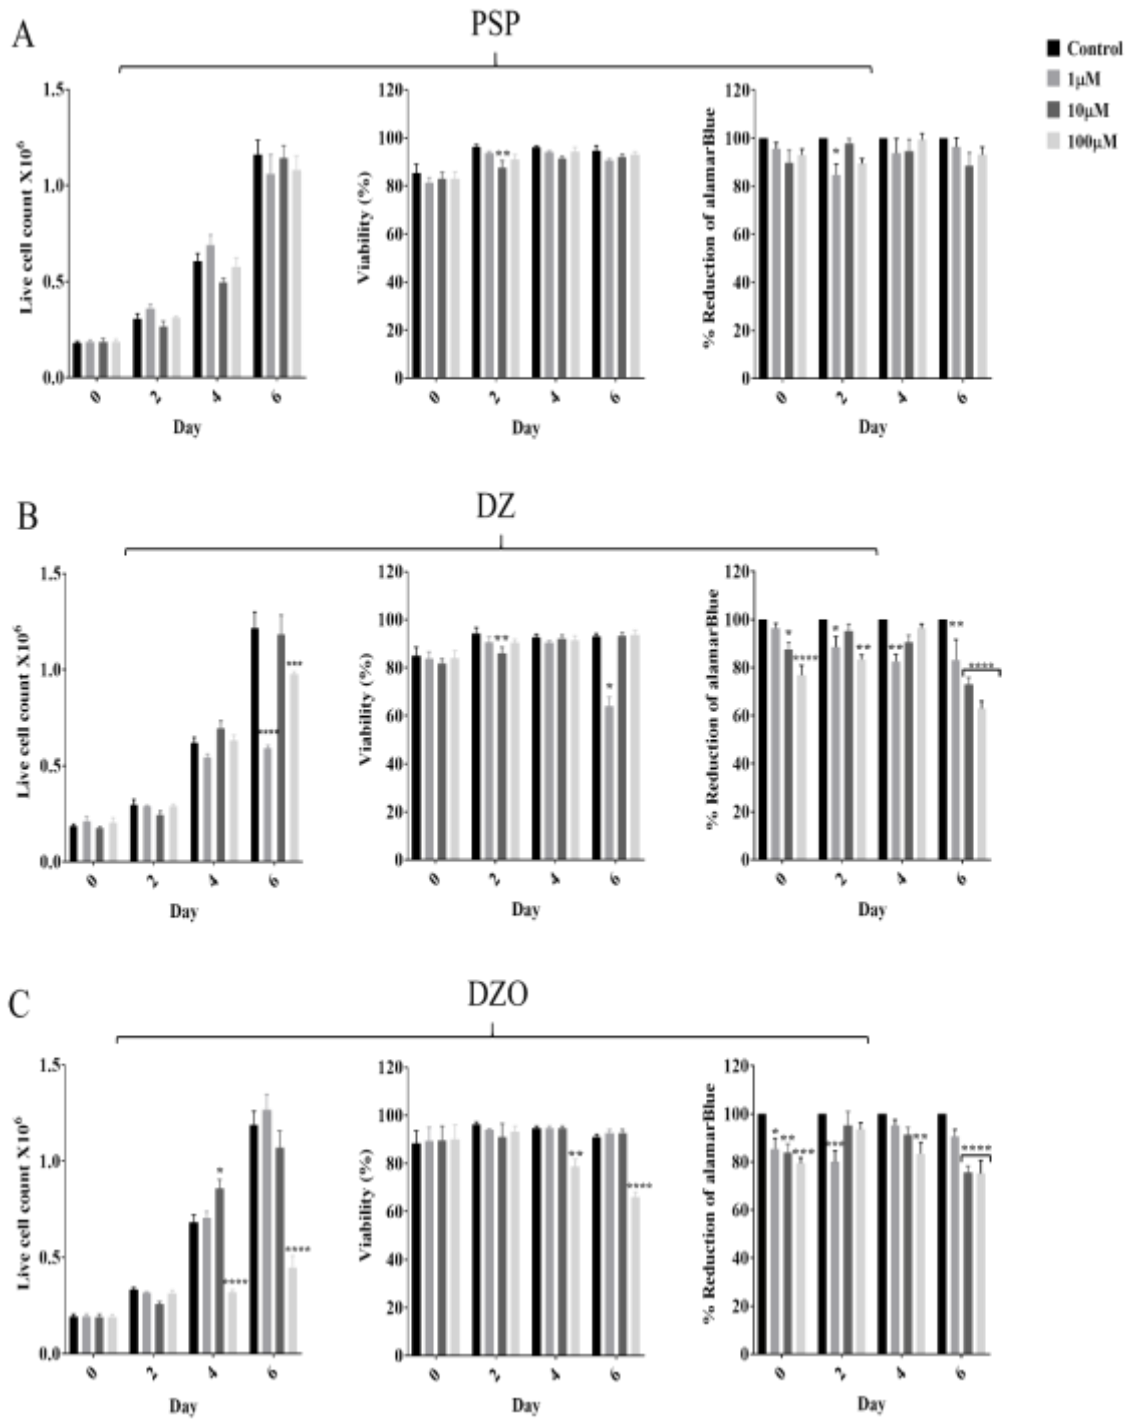 A
PSP
Control
1μM
10μM
100μM
Live cell count X10⁶
1.5
1.0
0.5
0.0
0 2 4 6
Day
Viability (%)
120
100
80
60
40
20
0
0 2 4 6
Day
% Reduction of alamarBlue
120
100
80
60
40
20
0
0 2 4 6
Day
**
*
B
DZ
Live cell count X10⁶
1.5
1.0
0.5
0.0
0 2 4 6
Day
****
***
Viability (%)
120
100
80
60
40
20
0
0 2 4 6
Day
**
*
% Reduction of alamarBlue
120
100
80
60
40
20
0
0 2 4 6
Day
*
****
*
**
**
**
****
C
DZO
Live cell count X10⁶
1.5
1.0
0.5
0.0
0 2 4 6
Day
*
****
****
Viability (%)
120
100
80
60
40
20
0
0 2 4 6
Day
**
****
% Reduction of alamarBlue
120
100
80
60
40
20
0
0 2 4 6
Day
*
**
***
***
**
****